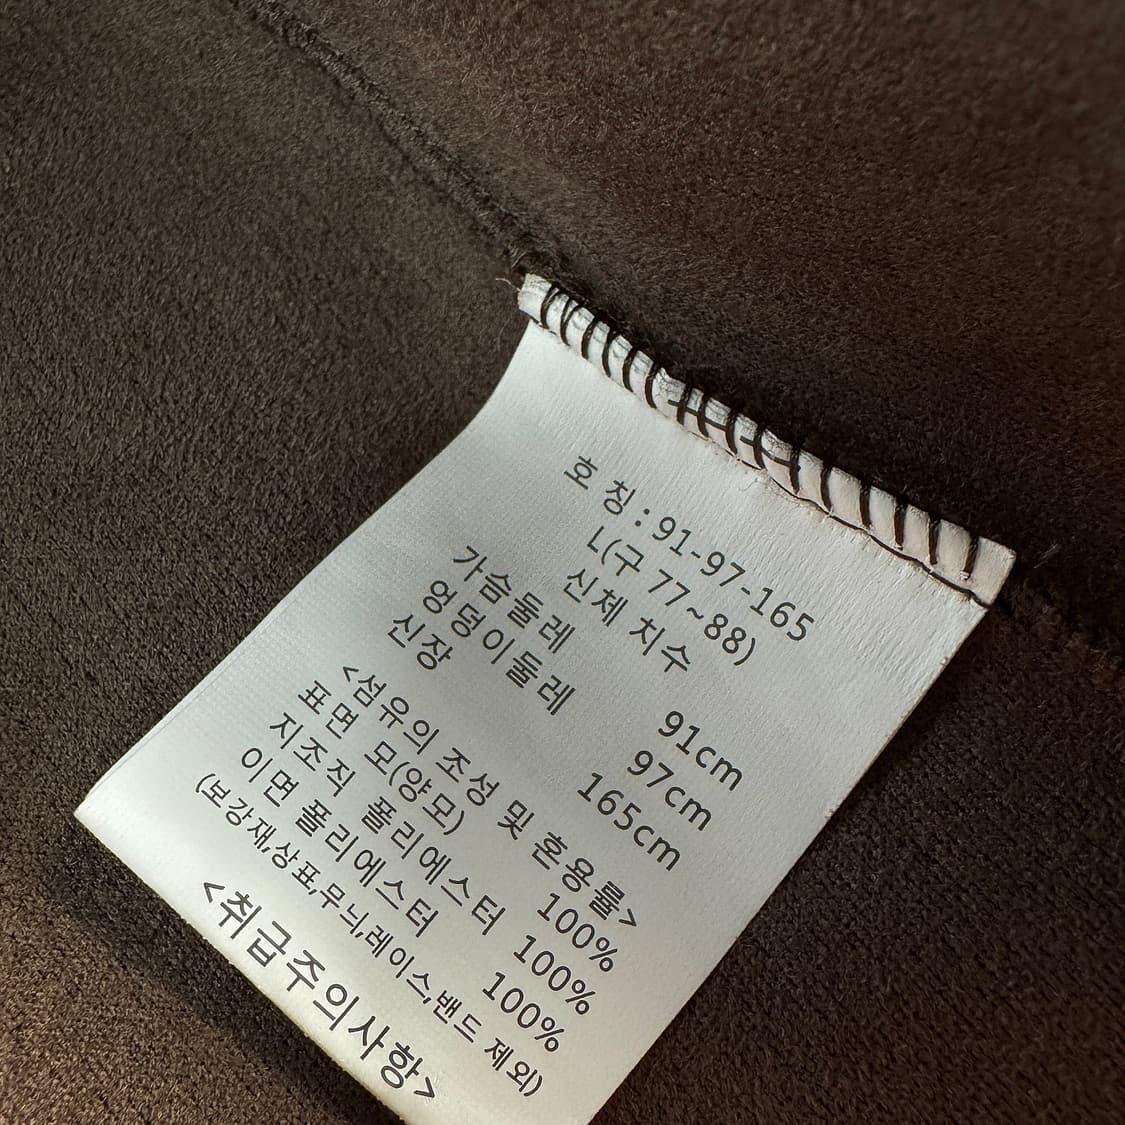 호 칭 : 91-97-165
L(구 77~88)
신체 치수
가슴둘레 91cm
엉덩이둘레 97cm
신장 165cm
<섬유의 조성 및 혼용률>
표면 모(양모) 100%
지조직 폴리에스터 100%
이면 폴리에스터 100%
(보강재,상표,무늬,레이스,밴드 제외)
<취급주의사항>